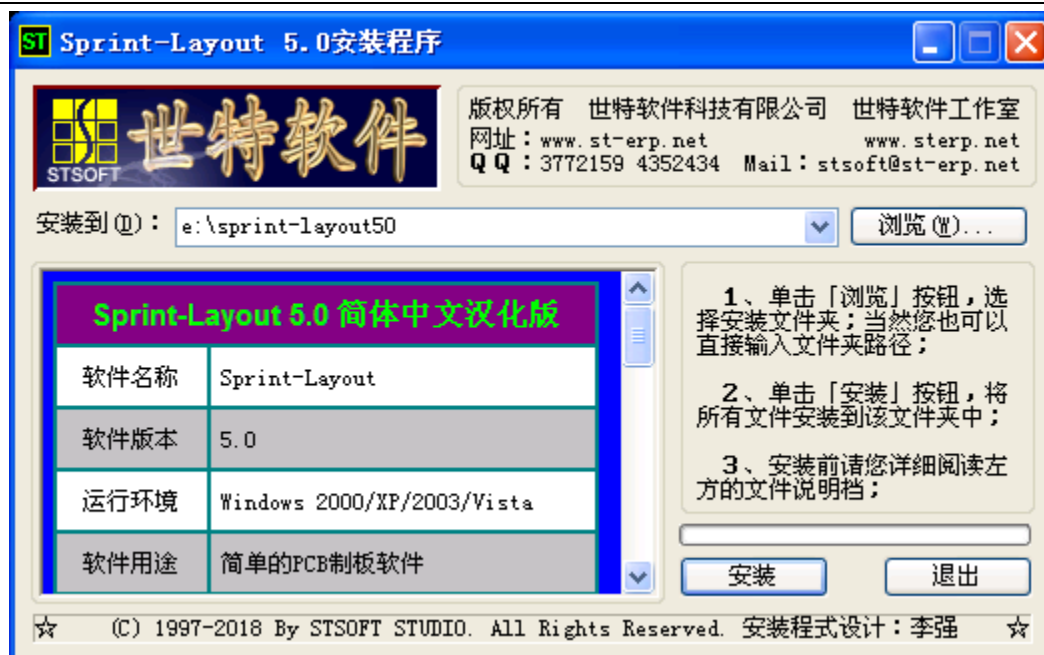 ST Sprint-Layout 5.0安装程序
STSOFT 世特软件
版权所有 世特软件科技有限公司 世特软件工作室
网址：www.st-erp.net www.sterp.net
QQ：3772159 4352434 Mail：stsoft@st-erp.net
安装到(D)： e:\sprint-layout50 浏览(W)...
Sprint-Layout 5.0 简体中文汉化版
软件名称 Sprint-Layout
软件版本 5.0
运行环境 Windows 2000/XP/2003/Vista
软件用途 简单的PCB制板软件
1、单击「浏览」按钮，选
择安装文件夹；当然您也可以
直接输入文件夹路径；
2、单击「安装」按钮，将
所有文件安装到该文件夹中；
3、安装前请您详细阅读左
方的文件说明档；
安装 退出
☆ (C) 1997-2018 By STSOFT STUDIO. All Rights Reserved. 安装程式设计：李强 ☆